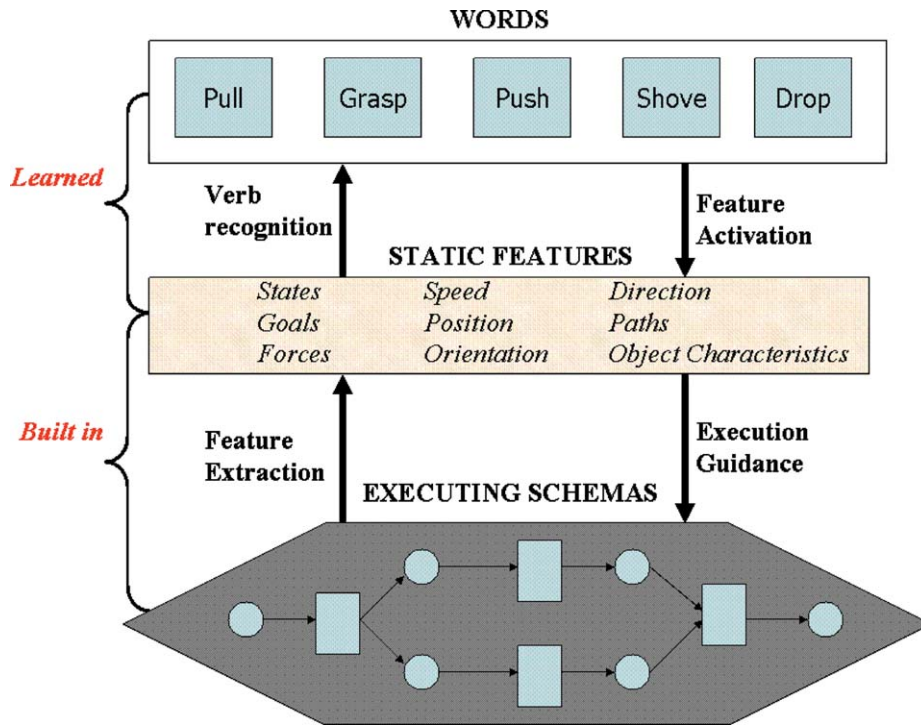 WORDS
Pull
Grasp
Push
Shove
Drop
Learned
Verb
recognition
Feature
Activation
STATIC FEATURES
States Speed Direction
Goals Position Paths
Forces Orientation Object Characteristics
Built in
Feature
Extraction
Execution
Guidance
EXECUTING SCHEMAS